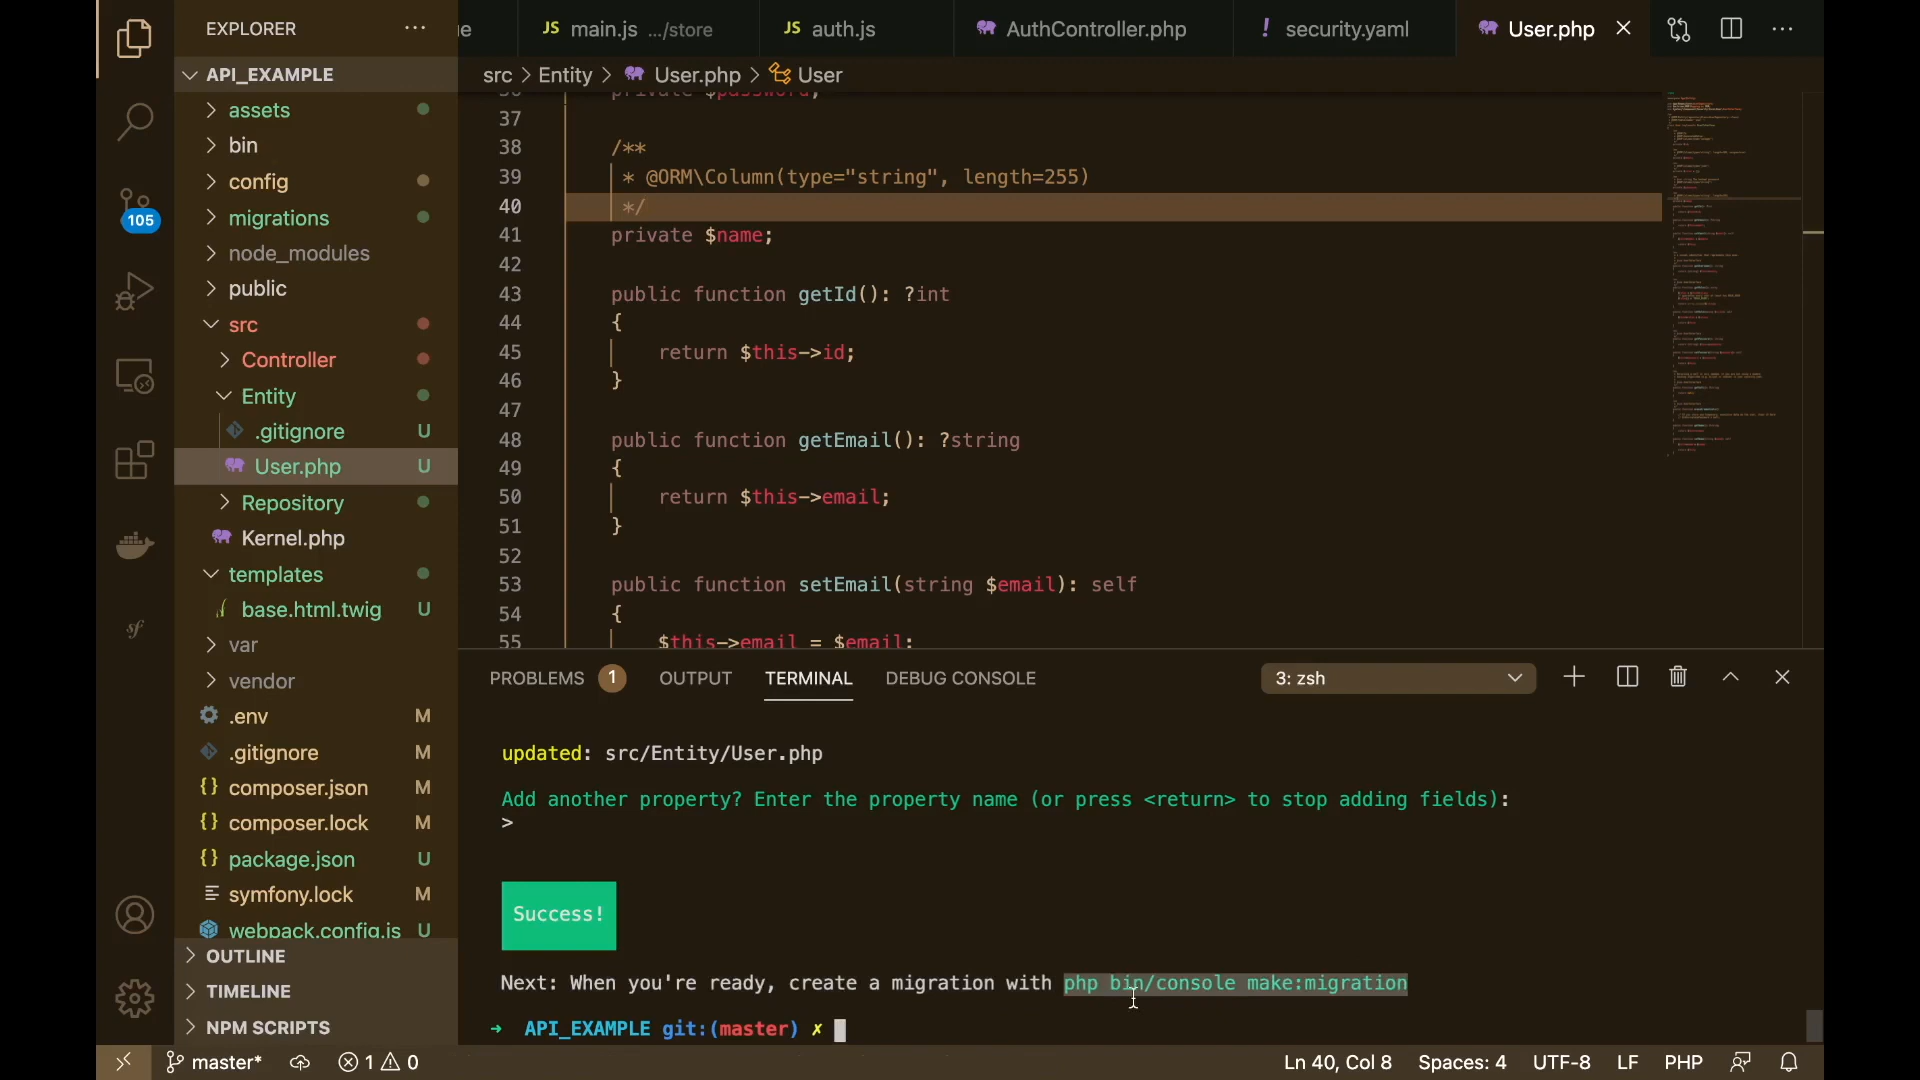 EXPLORER
API_EXAMPLE
assets
bin
config
migrations
105
node_modules
public
src
Controller
Entity
.gitignore U
User.php U
Repository
Kernel.php
templates
base.html.twig U
var
vendor
.env M
.gitignore M
composer.json M
composer.lock M
package.json U
symfony.lock M
webpack.config.js U
OUTLINE
TIMELINE
NPM SCRIPTS
JS main.js .../store
JS auth.js
AuthController.php
! security.yaml
User.php
src > Entity > User.php > User
36 private $password;
37
38 /**
39 * @ORM\Column(type="string", length=255)
40 */
41 private $name;
42
43 public function getId(): ?int
44 {
45 return $this->id;
46 }
47
48 public function getEmail(): ?string
49 {
50 return $this->email;
51 }
52
53 public function setEmail(string $email): self
54 {
55 $this->email = $email;
PROBLEMS 1 OUTPUT TERMINAL DEBUG CONSOLE 3: zsh
updated: src/Entity/User.php
Add another property? Enter the property name (or press <return> to stop adding fields):
>
Success!
Next: When you're ready, create a migration with php bin/console make:migration
➜ API_EXAMPLE git:(master) ✗
master* 1 0 Ln 40, Col 8 Spaces: 4 UTF-8 LF PHP